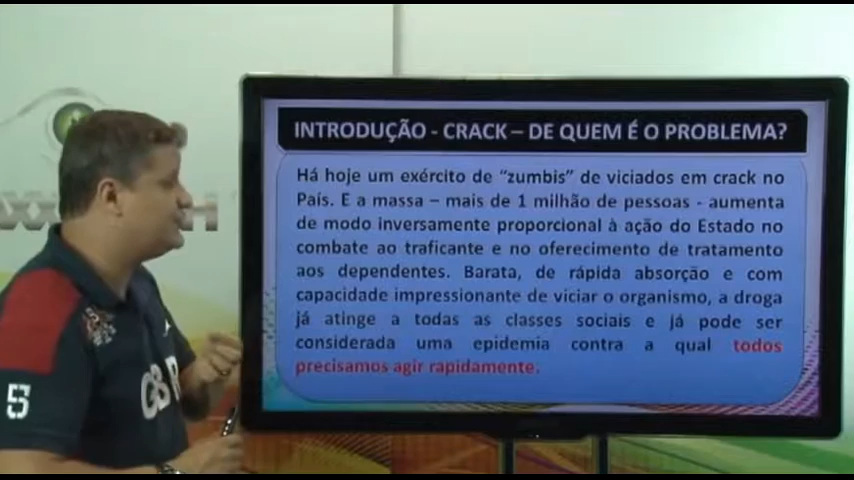 INTRODUÇÃO - CRACK – DE QUEM É O PROBLEMA?
Há hoje um exército de “zumbis” de viciados em crack no
País. E a massa – mais de 1 milhão de pessoas - aumenta
de modo inversamente proporcional à ação do Estado no
combate ao traficante e no oferecimento de tratamento
aos dependentes. Barata, de rápida absorção e com
capacidade impressionante de viciar o organismo, a droga
já atinge a todas as classes sociais e já pode ser
considerada uma epidemia contra a qual todos
precisamos agir rapidamente.
5